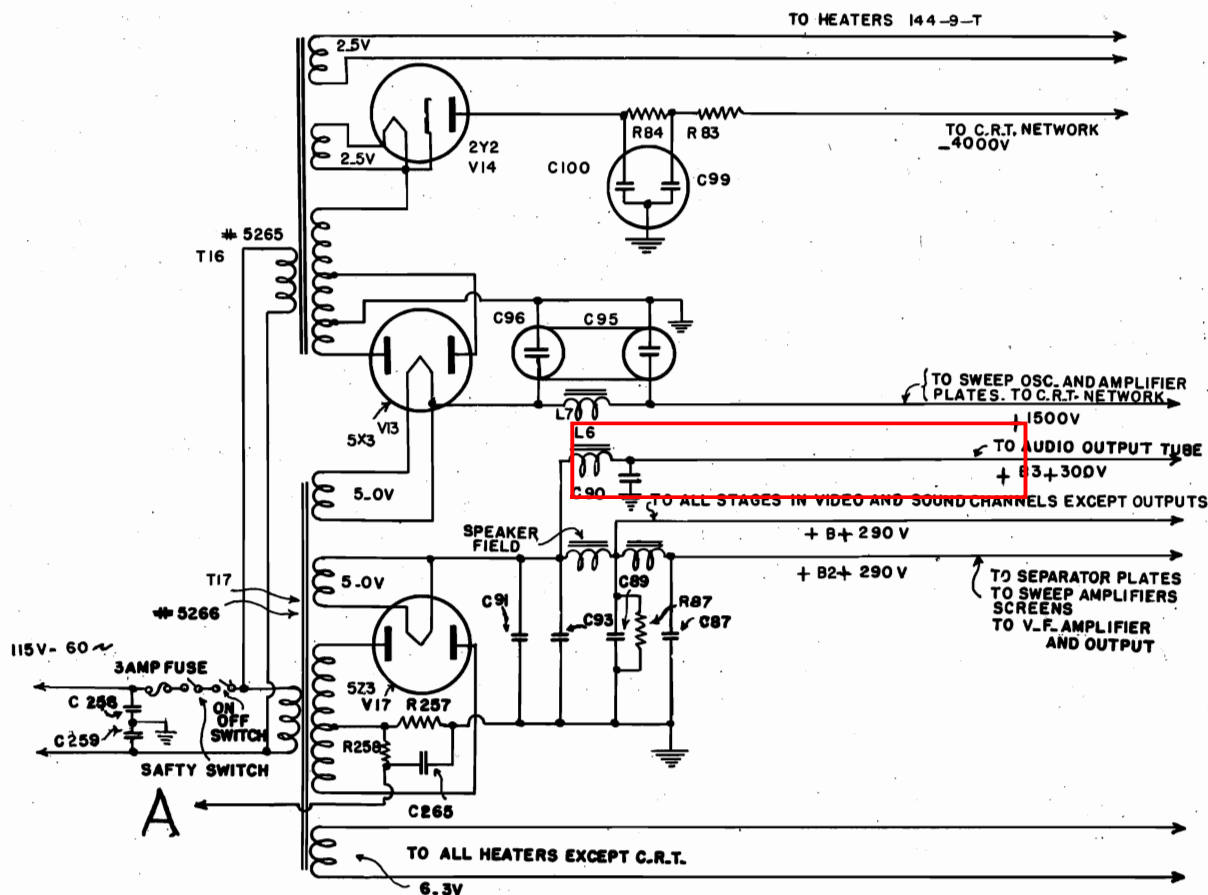 TO HEATERS 144-9-T
2.5V
2.5V
2Y2
V14
R84
R83
TO C.R.T. NETWORK
-4000V
C100
C99
# 5265
T16
C96
C95
TO SWEEP OSC. AND AMPLIFIER
PLATES. TO C.R.T. NETWORK
+1500V
L7
L6
V13
5X3
TO AUDIO OUTPUT TUBE
+ B3+300V
C90
5.0V
TO ALL STAGES IN VIDEO AND SOUND CHANNELS EXCEPT OUTPUTS
SPEAKER
FIELD
+ B+ 290V
+ B2+ 290V
5.0V
T17
# 5266
C91
C93
C89
R87
C87
TO SEPARATOR PLATES
TO SWEEP AMPLIFIERS
SCREENS
TO V.F. AMPLIFIER
AND OUTPUT
115V- 60~
3AMP FUSE
5Z3
V17
R257
C 258
ON
OFF
SWITCH
C259
R258
SAFTY SWITCH
C265
A
TO ALL HEATERS EXCEPT C.R.T.
6.3V